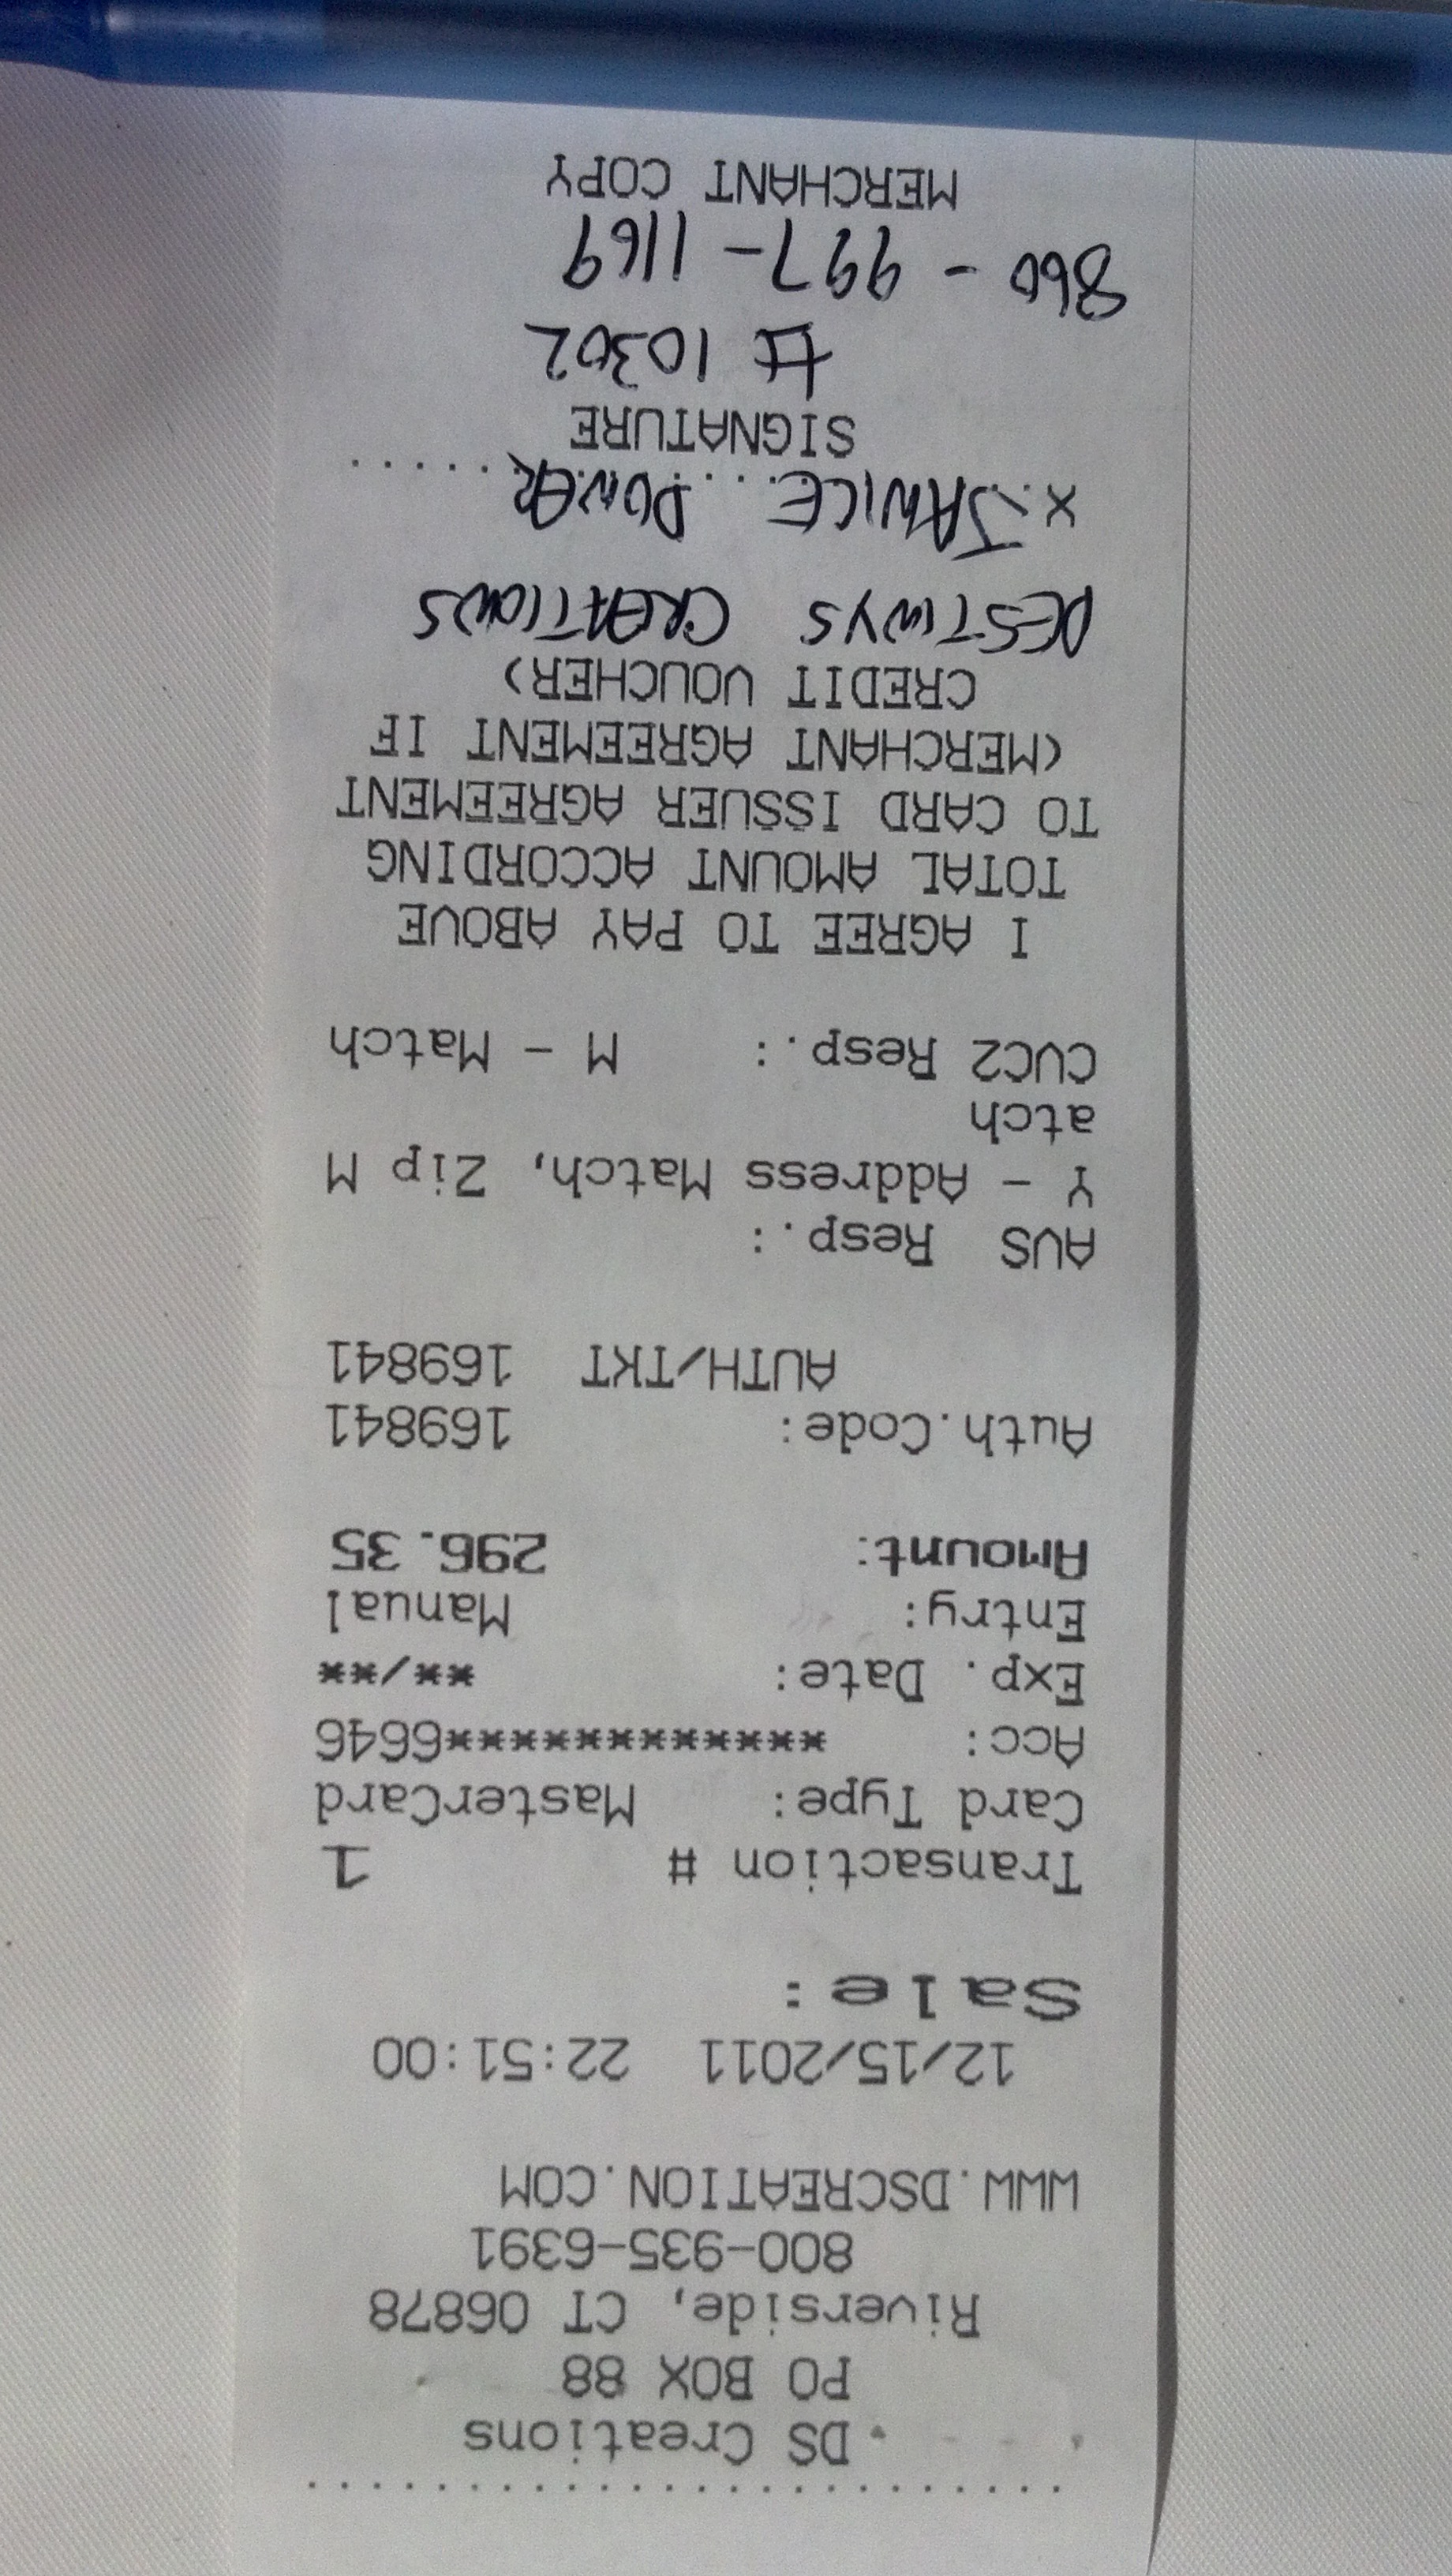 DS Creations
PO BOX 88
Riverside, CT 06878
800-935-6391
WWW.DSCREATION.COM
12/15/2011 22:51:00
Sale:
Transaction # 1
Card Type: MasterCard
Acc: ************6646
Exp. Date: **/**
Entry: Manual
Amount: 296.35
Auth.Code: 169841
AUTH/TKT 169841
AVS Resp.:
Y - Address Match, Zip M
atch
CVC2 Resp.: M - Match
I AGREE TO PAY ABOVE
TOTAL AMOUNT ACCORDING
TO CARD ISSUER AGREEMENT
(MERCHANT AGREEMENT IF
CREDIT VOUCHER)
DESTINYS CREATIONS
X JANICE
SIGNATURE
# 10302
860 - 997 - 1169
MERCHANT COPY